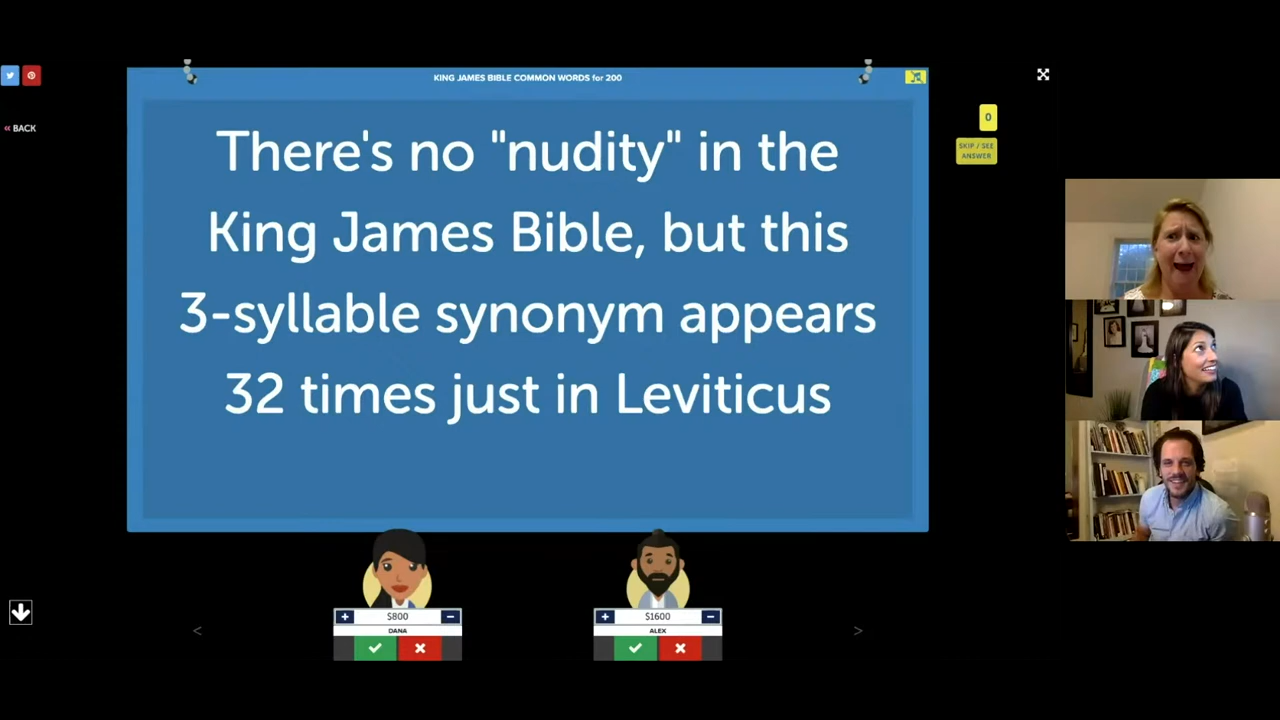 KING JAMES BIBLE COMMON WORDS for 200
« BACK
0
SKIP / SEE
ANSWER
There's no "nudity" in the
King James Bible, but this
3-syllable synonym appears
32 times just in Leviticus
+ $800 −
DANA
+ $1600 −
ALEX
< >